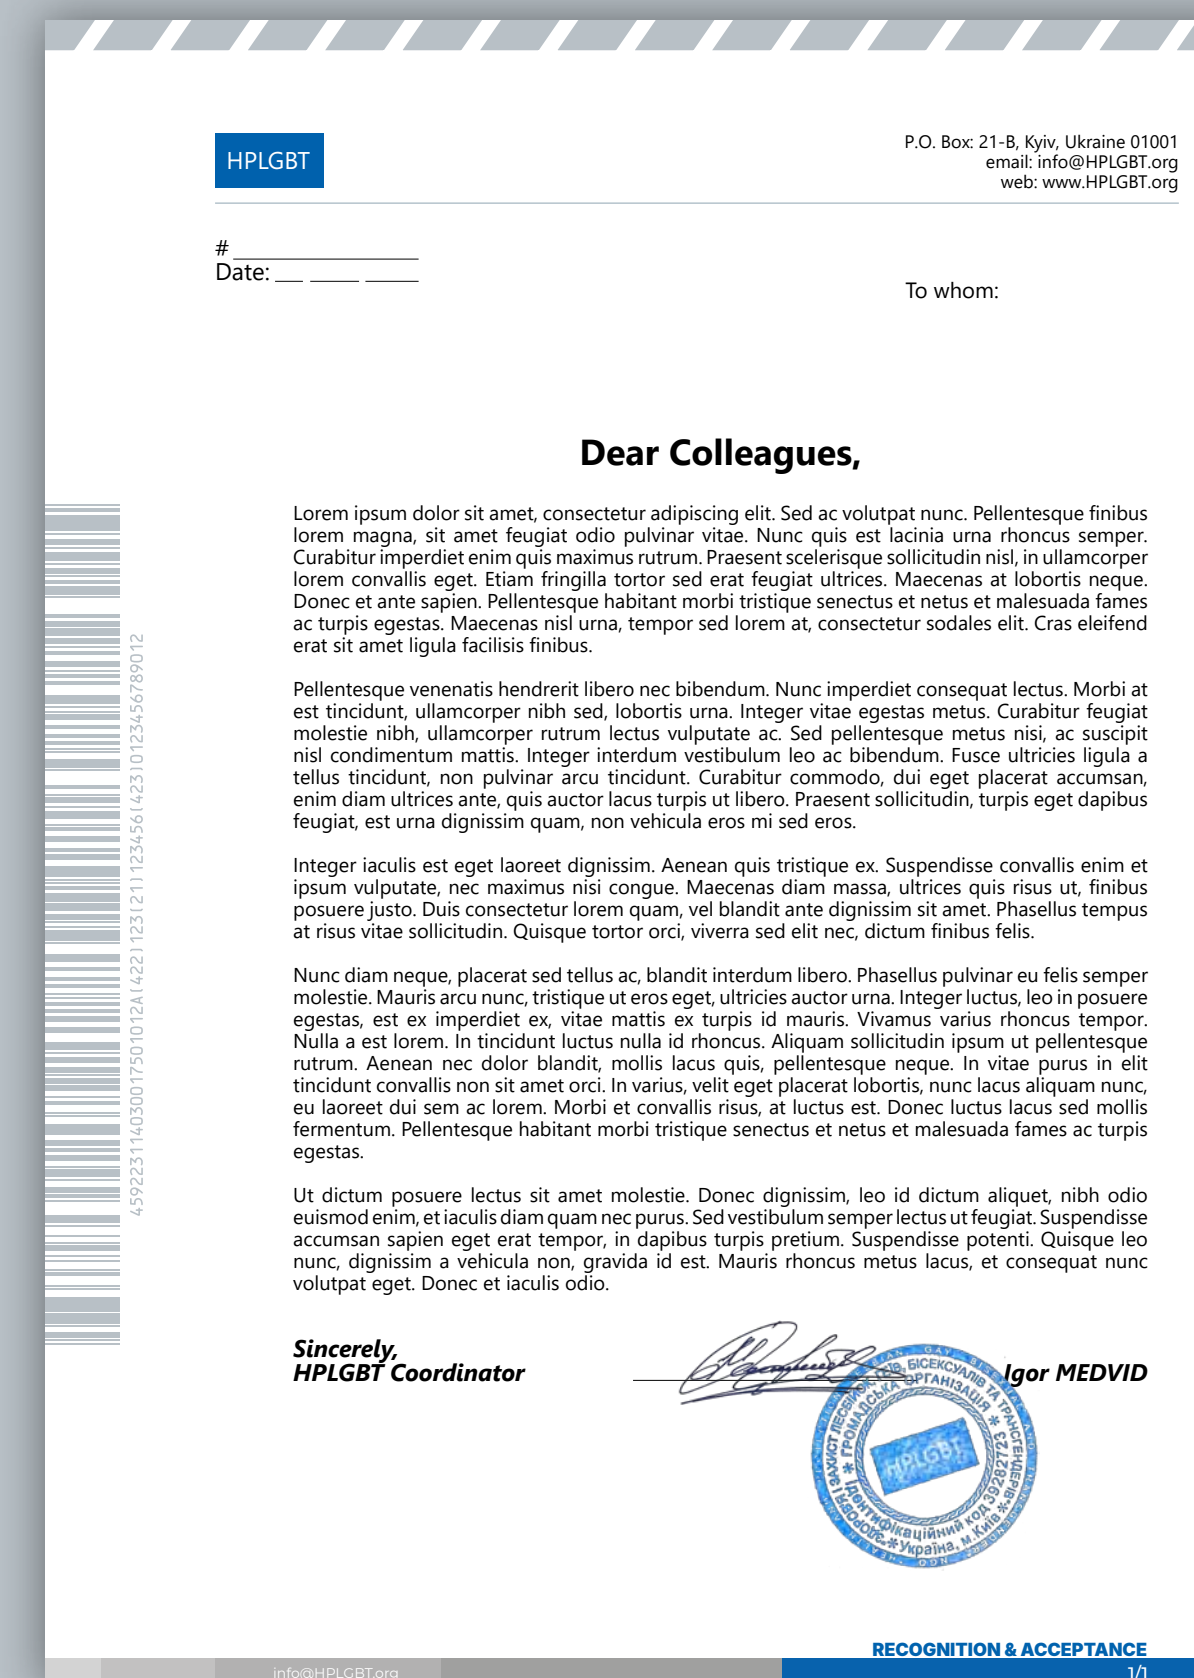 HPLGBT
P.O. Box: 21-B, Kyiv, Ukraine 01001
email: info@HPLGBT.org
web: www.HPLGBT.org
# _________________
Date: ___ _____ _____
To whom:
Dear Colleagues,
Lorem ipsum dolor sit amet, consectetur adipiscing elit. Sed ac volutpat nunc. Pellentesque finibus
lorem magna, sit amet feugiat odio pulvinar vitae. Nunc quis est lacinia urna rhoncus semper.
Curabitur imperdiet enim quis maximus rutrum. Praesent scelerisque sollicitudin nisl, in ullamcorper
lorem convallis eget. Etiam fringilla tortor sed erat feugiat ultrices. Maecenas at lobortis neque.
Donec et ante sapien. Pellentesque habitant morbi tristique senectus et netus et malesuada fames
ac turpis egestas. Maecenas nisl urna, tempor sed lorem at, consectetur sodales elit. Cras eleifend
erat sit amet ligula facilisis finibus.
Pellentesque venenatis hendrerit libero nec bibendum. Nunc imperdiet consequat lectus. Morbi at
est tincidunt, ullamcorper nibh sed, lobortis urna. Integer vitae egestas metus. Curabitur feugiat
molestie nibh, ullamcorper rutrum lectus vulputate ac. Sed pellentesque metus nisi, ac suscipit
nisl condimentum mattis. Integer interdum vestibulum leo ac bibendum. Fusce ultricies ligula a
tellus tincidunt, non pulvinar arcu tincidunt. Curabitur commodo, dui eget placerat accumsan,
enim diam ultrices ante, quis auctor lacus turpis ut libero. Praesent sollicitudin, turpis eget dapibus
feugiat, est urna dignissim quam, non vehicula eros mi sed eros.
Integer iaculis est eget laoreet dignissim. Aenean quis tristique ex. Suspendisse convallis enim et
ipsum vulputate, nec maximus nisi congue. Maecenas diam massa, ultrices quis risus ut, finibus
posuere justo. Duis consectetur lorem quam, vel blandit ante dignissim sit amet. Phasellus tempus
at risus vitae sollicitudin. Quisque tortor orci, viverra sed elit nec, dictum finibus felis.
Nunc diam neque, placerat sed tellus ac, blandit interdum libero. Phasellus pulvinar eu felis semper
molestie. Mauris arcu nunc, tristique ut eros eget, ultricies auctor urna. Integer luctus, leo in posuere
egestas, est ex imperdiet ex, vitae mattis ex turpis id mauris. Vivamus varius rhoncus tempor.
Nulla a est lorem. In tincidunt luctus nulla id rhoncus. Aliquam sollicitudin ipsum ut pellentesque
rutrum. Aenean nec dolor blandit, mollis lacus quis, pellentesque neque. In vitae purus in elit
tincidunt convallis non sit amet orci. In varius, velit eget placerat lobortis, nunc lacus aliquam nunc,
eu laoreet dui sem ac lorem. Morbi et convallis risus, at luctus est. Donec luctus lacus sed mollis
fermentum. Pellentesque habitant morbi tristique senectus et netus et malesuada fames ac turpis
egestas.
Ut dictum posuere lectus sit amet molestie. Donec dignissim, leo id dictum aliquet, nibh odio
euismod enim, et iaculis diam quam nec purus. Sed vestibulum semper lectus ut feugiat. Suspendisse
accumsan sapien eget erat tempor, in dapibus turpis pretium. Suspendisse potenti. Quisque leo
nunc, dignissim a vehicula non, gravida id est. Mauris rhoncus metus lacus, et consequat nunc
volutpat eget. Donec et iaculis odio.
Sincerely,
HPLGBT Coordinator
Igor MEDVID
ЗДОРОВ'Я І ЗАХИСТ ЛЕСБІЙОК, ГЕЇВ, БІСЕКСУАЛІВ ТА ТРАНСГЕНДЕРІВ
* ГРОМАДСЬКА ОРГАНІЗАЦІЯ *
Ідентифікаційний код 39282723
* Україна, м.Київ *
HPLGBT
4592231140300175010​12A(422)123(21)123456(423)0123456789012
RECOGNITION & ACCEPTANCE
info@HPLGBT.org
1/1